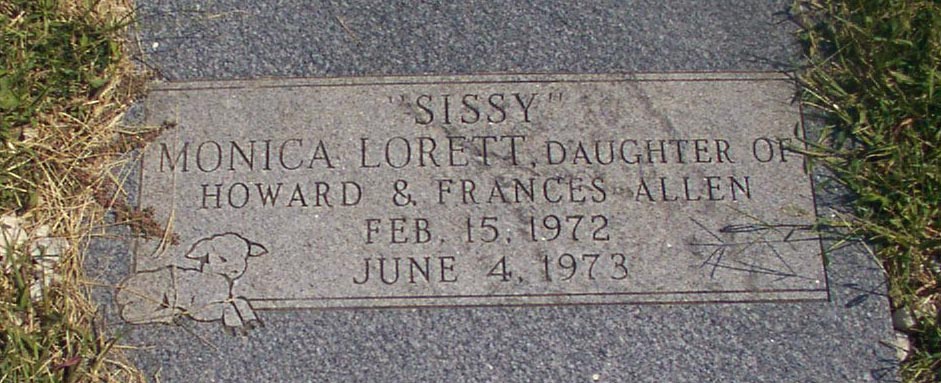 "SISSY"
MONICA LORETT, DAUGHTER OF
HOWARD & FRANCES ALLEN
FEB. 15, 1972
JUNE 4, 1973